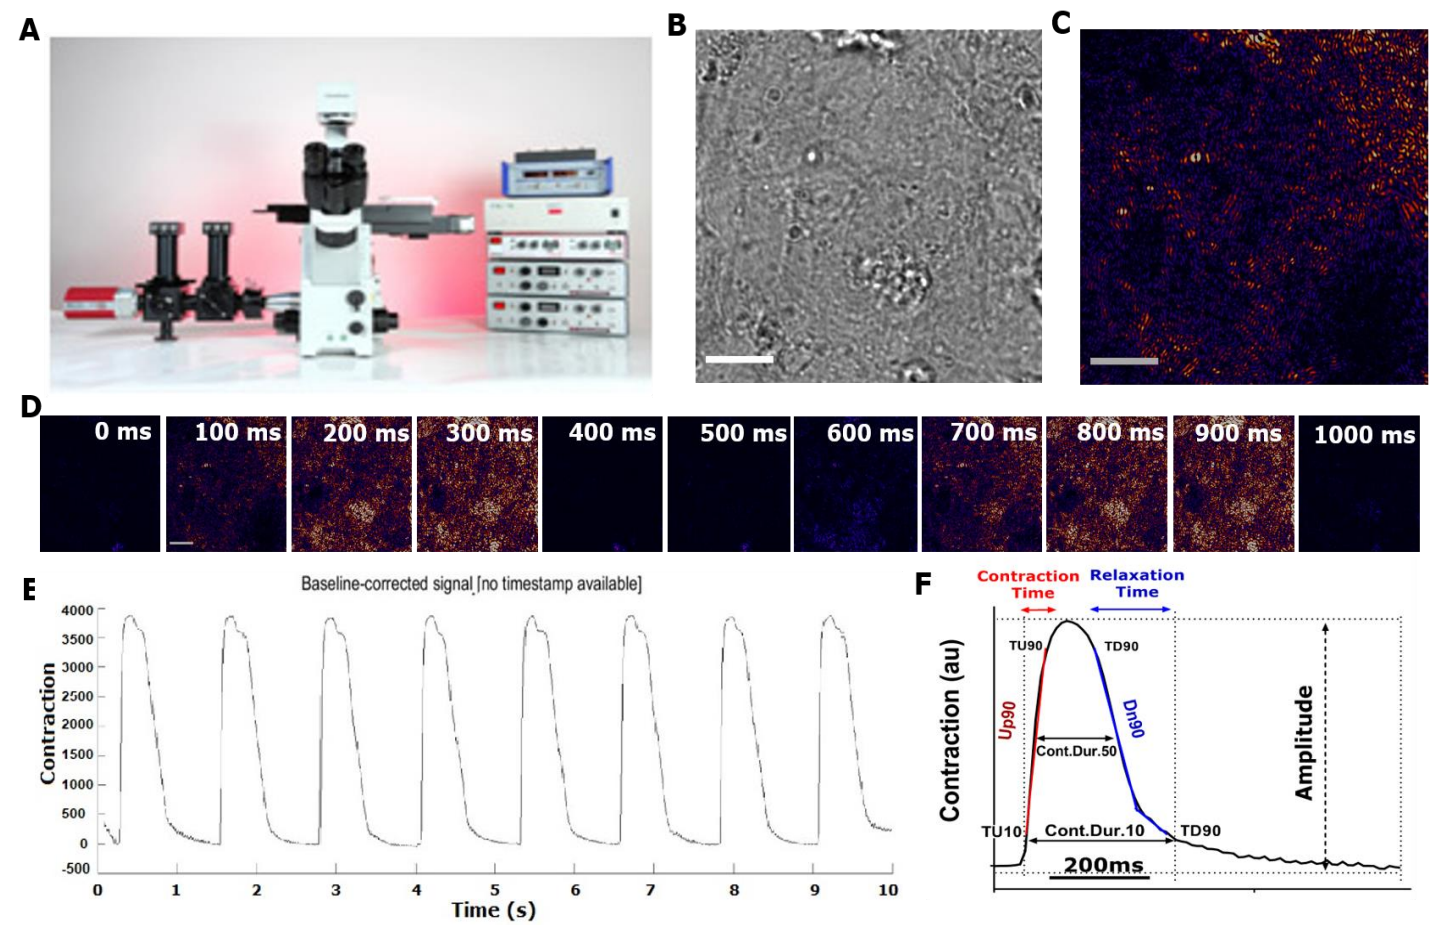 A
B
C
D
0 ms
100 ms
200 ms
300 ms
400 ms
500 ms
600 ms
700 ms
800 ms
900 ms
1000 ms
E
Baseline-corrected signal [no timestamp available]
Contraction
4000
3500
3000
2500
2000
1500
1000
500
0
-500
0 1 2 3 4 5 6 7 8 9 10
Time (s)
F
Contraction Relaxation
Time Time
Contraction (au)
TU90
TD90
Up90
Dn90
Cont.Dur.50
Amplitude
TU10
Cont.Dur.10
TD90
200ms